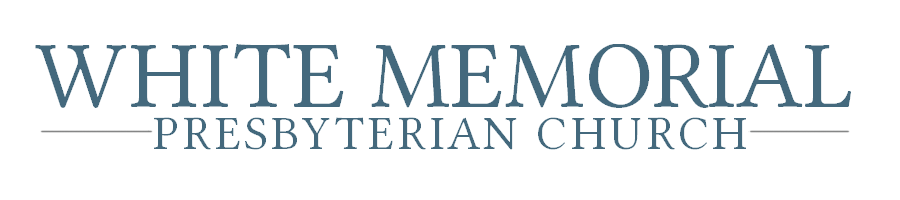 WHITE MEMORIAL
PRESBYTERIAN CHURCH